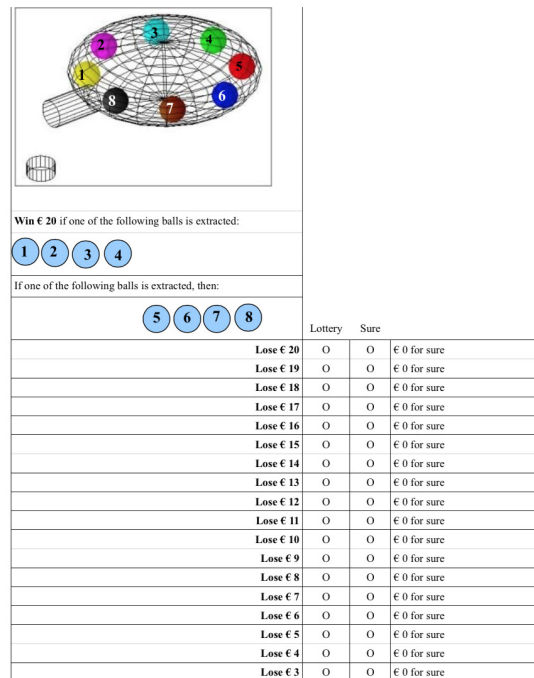 3
2
4
5
1
6
8
7
Win € 20 if one of the following balls is extracted:
1 2 3 4
If one of the following balls is extracted, then:
5 6 7 8
Lottery Sure
Lose € 20 O O € 0 for sure
Lose € 19 O O € 0 for sure
Lose € 18 O O € 0 for sure
Lose € 17 O O € 0 for sure
Lose € 16 O O € 0 for sure
Lose € 15 O O € 0 for sure
Lose € 14 O O € 0 for sure
Lose € 13 O O € 0 for sure
Lose € 12 O O € 0 for sure
Lose € 11 O O € 0 for sure
Lose € 10 O O € 0 for sure
Lose € 9 O O € 0 for sure
Lose € 8 O O € 0 for sure
Lose € 7 O O € 0 for sure
Lose € 6 O O € 0 for sure
Lose € 5 O O € 0 for sure
Lose € 4 O O € 0 for sure
Lose € 3 O O € 0 for sure